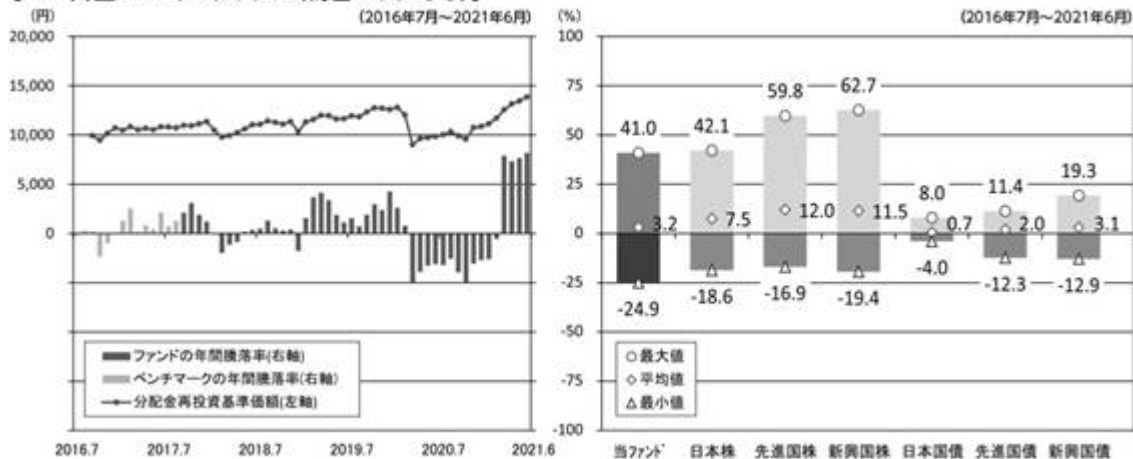 (円)
(2016年7月～2021年6月)
20,000
15,000
10,000
5,000
0
ファンドの年間騰落率(右軸)
ベンチマークの年間騰落率(右軸)
分配金再投資基準価額(左軸)
2016.7 2017.7 2018.7 2019.7 2020.7 2021.6
(%)
(2016年7月～2021年6月)
100
75
50
25
0
-25
-50
-75
-100
41.0 42.1 59.8 62.7 8.0 11.4 19.3
3.2 7.5 12.0 11.5 0.7 2.0 3.1
-24.9 -18.6 -16.9 -19.4 -4.0 -12.3 -12.9
最大値
平均値
最小値
当ファンド 日本株 先進国株 新興国株 日本国債 先進国債 新興国債